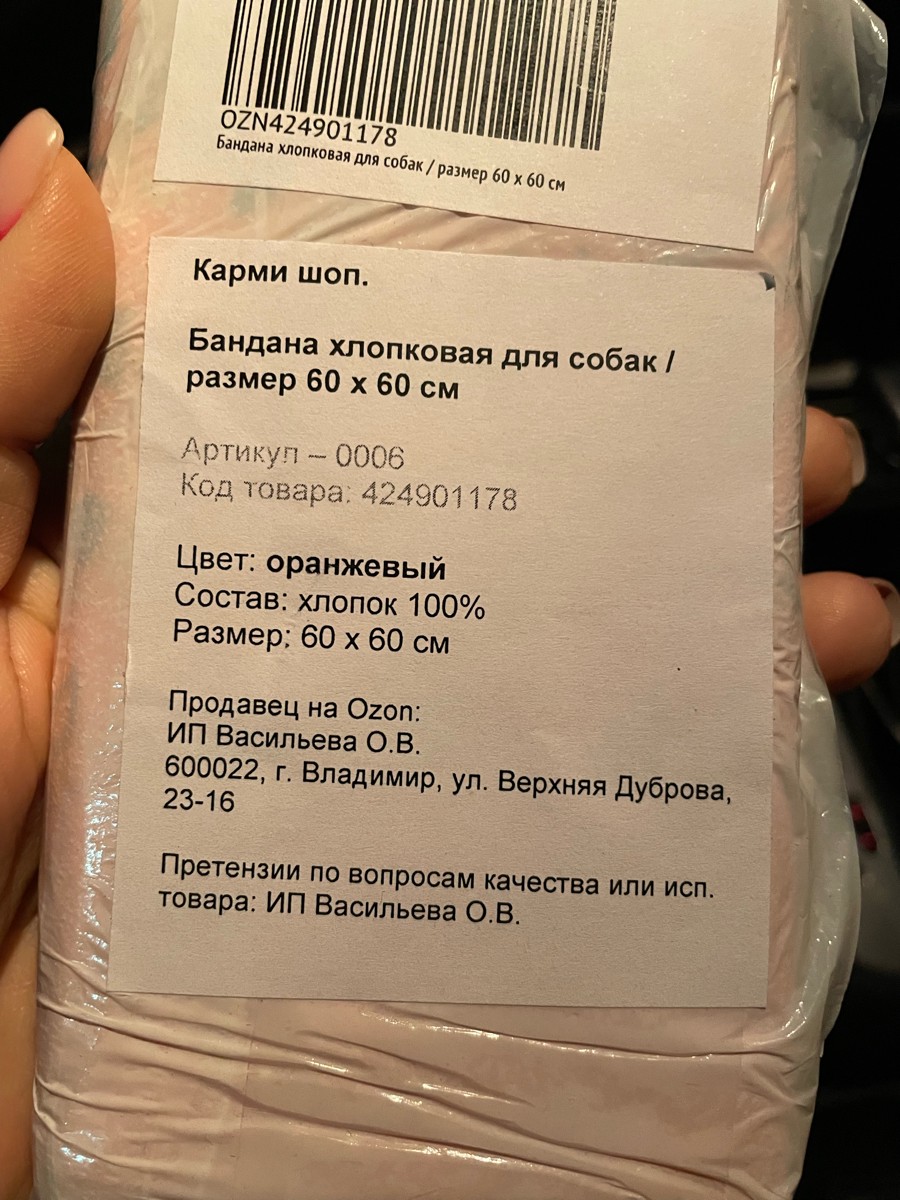 OZN424901178
Бандана хлопковая для собак / размер 60 x 60 см
Карми шоп.
Бандана хлопковая для собак /
размер 60 х 60 см
Артикул – 0006
Код товара: 424901178
Цвет: оранжевый
Состав: хлопок 100%
Размер: 60 х 60 см
Продавец на Ozon:
ИП Васильева О.В.
600022, г. Владимир, ул. Верхняя Дуброва,
23-16
Претензии по вопросам качества или исп.
товара: ИП Васильева О.В.